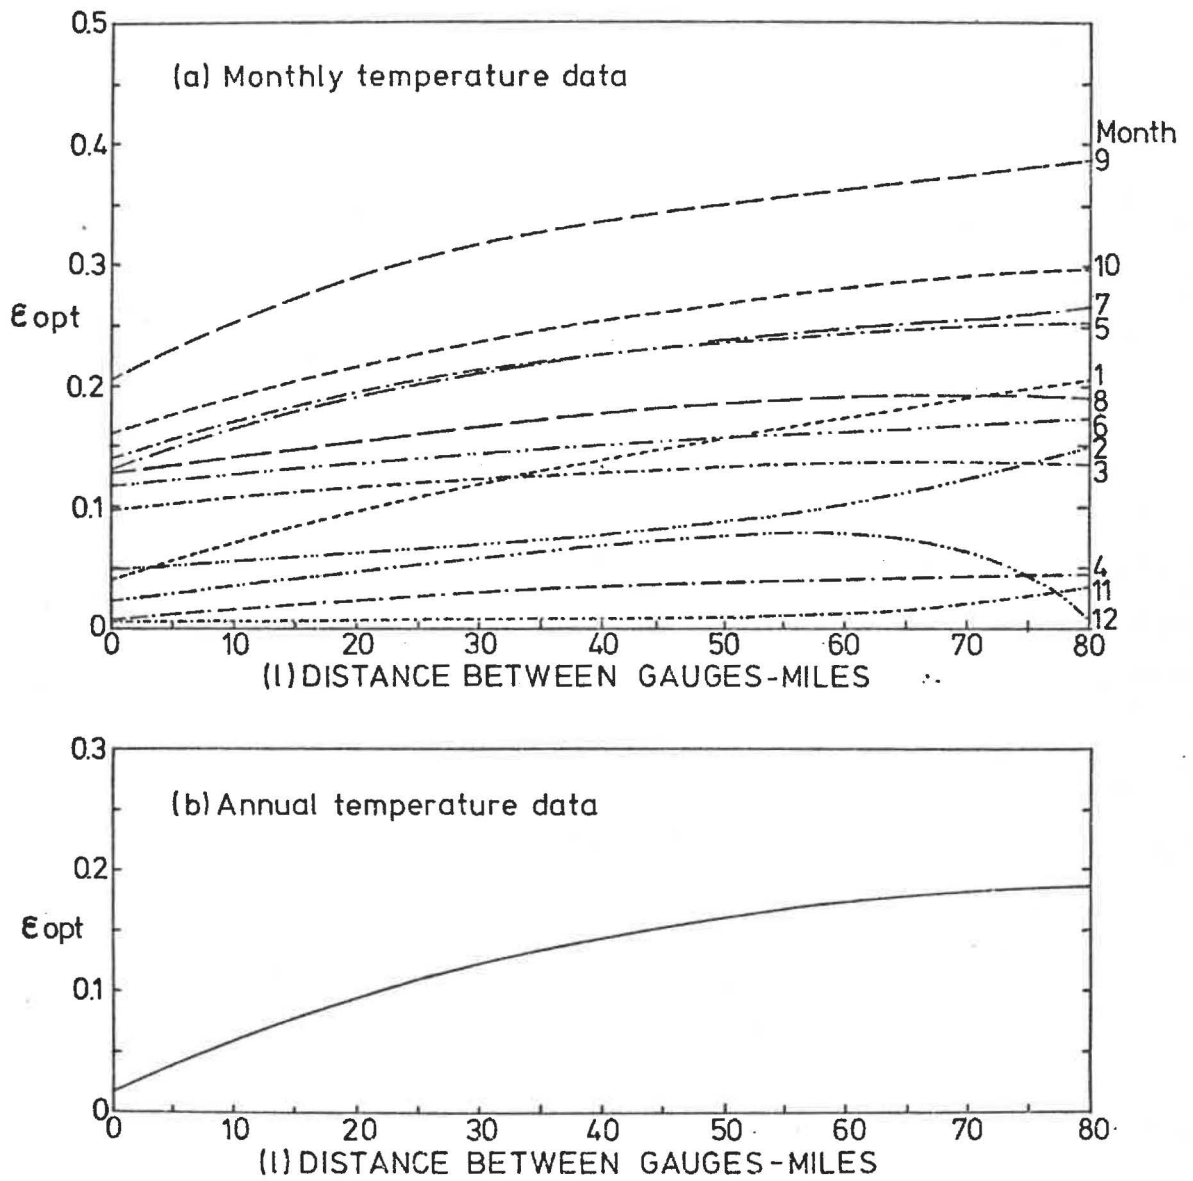 0.5
(a) Monthly temperature data
0.4
Month
9
0.3
10
εopt
7
5
0.2
1
8
6
2
3
0.1
4
11
12
0
0 10 20 30 40 50 60 70 80
(l) DISTANCE BETWEEN GAUGES-MILES
0.3
(b) Annual temperature data
0.2
εopt
0.1
0
0 10 20 30 40 50 60 70 80
(l) DISTANCE BETWEEN GAUGES-MILES